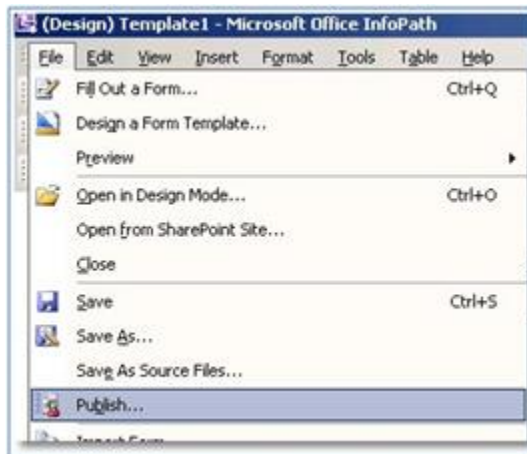 (Design) Template1 - Microsoft Office InfoPath
File Edit View Insert Format Tools Table Help
Fill Out a Form... Ctrl+Q
Design a Form Template...
Preview
Open in Design Mode... Ctrl+O
Open from SharePoint Site...
Close
Save Ctrl+S
Save As...
Save As Source Files...
Publish...